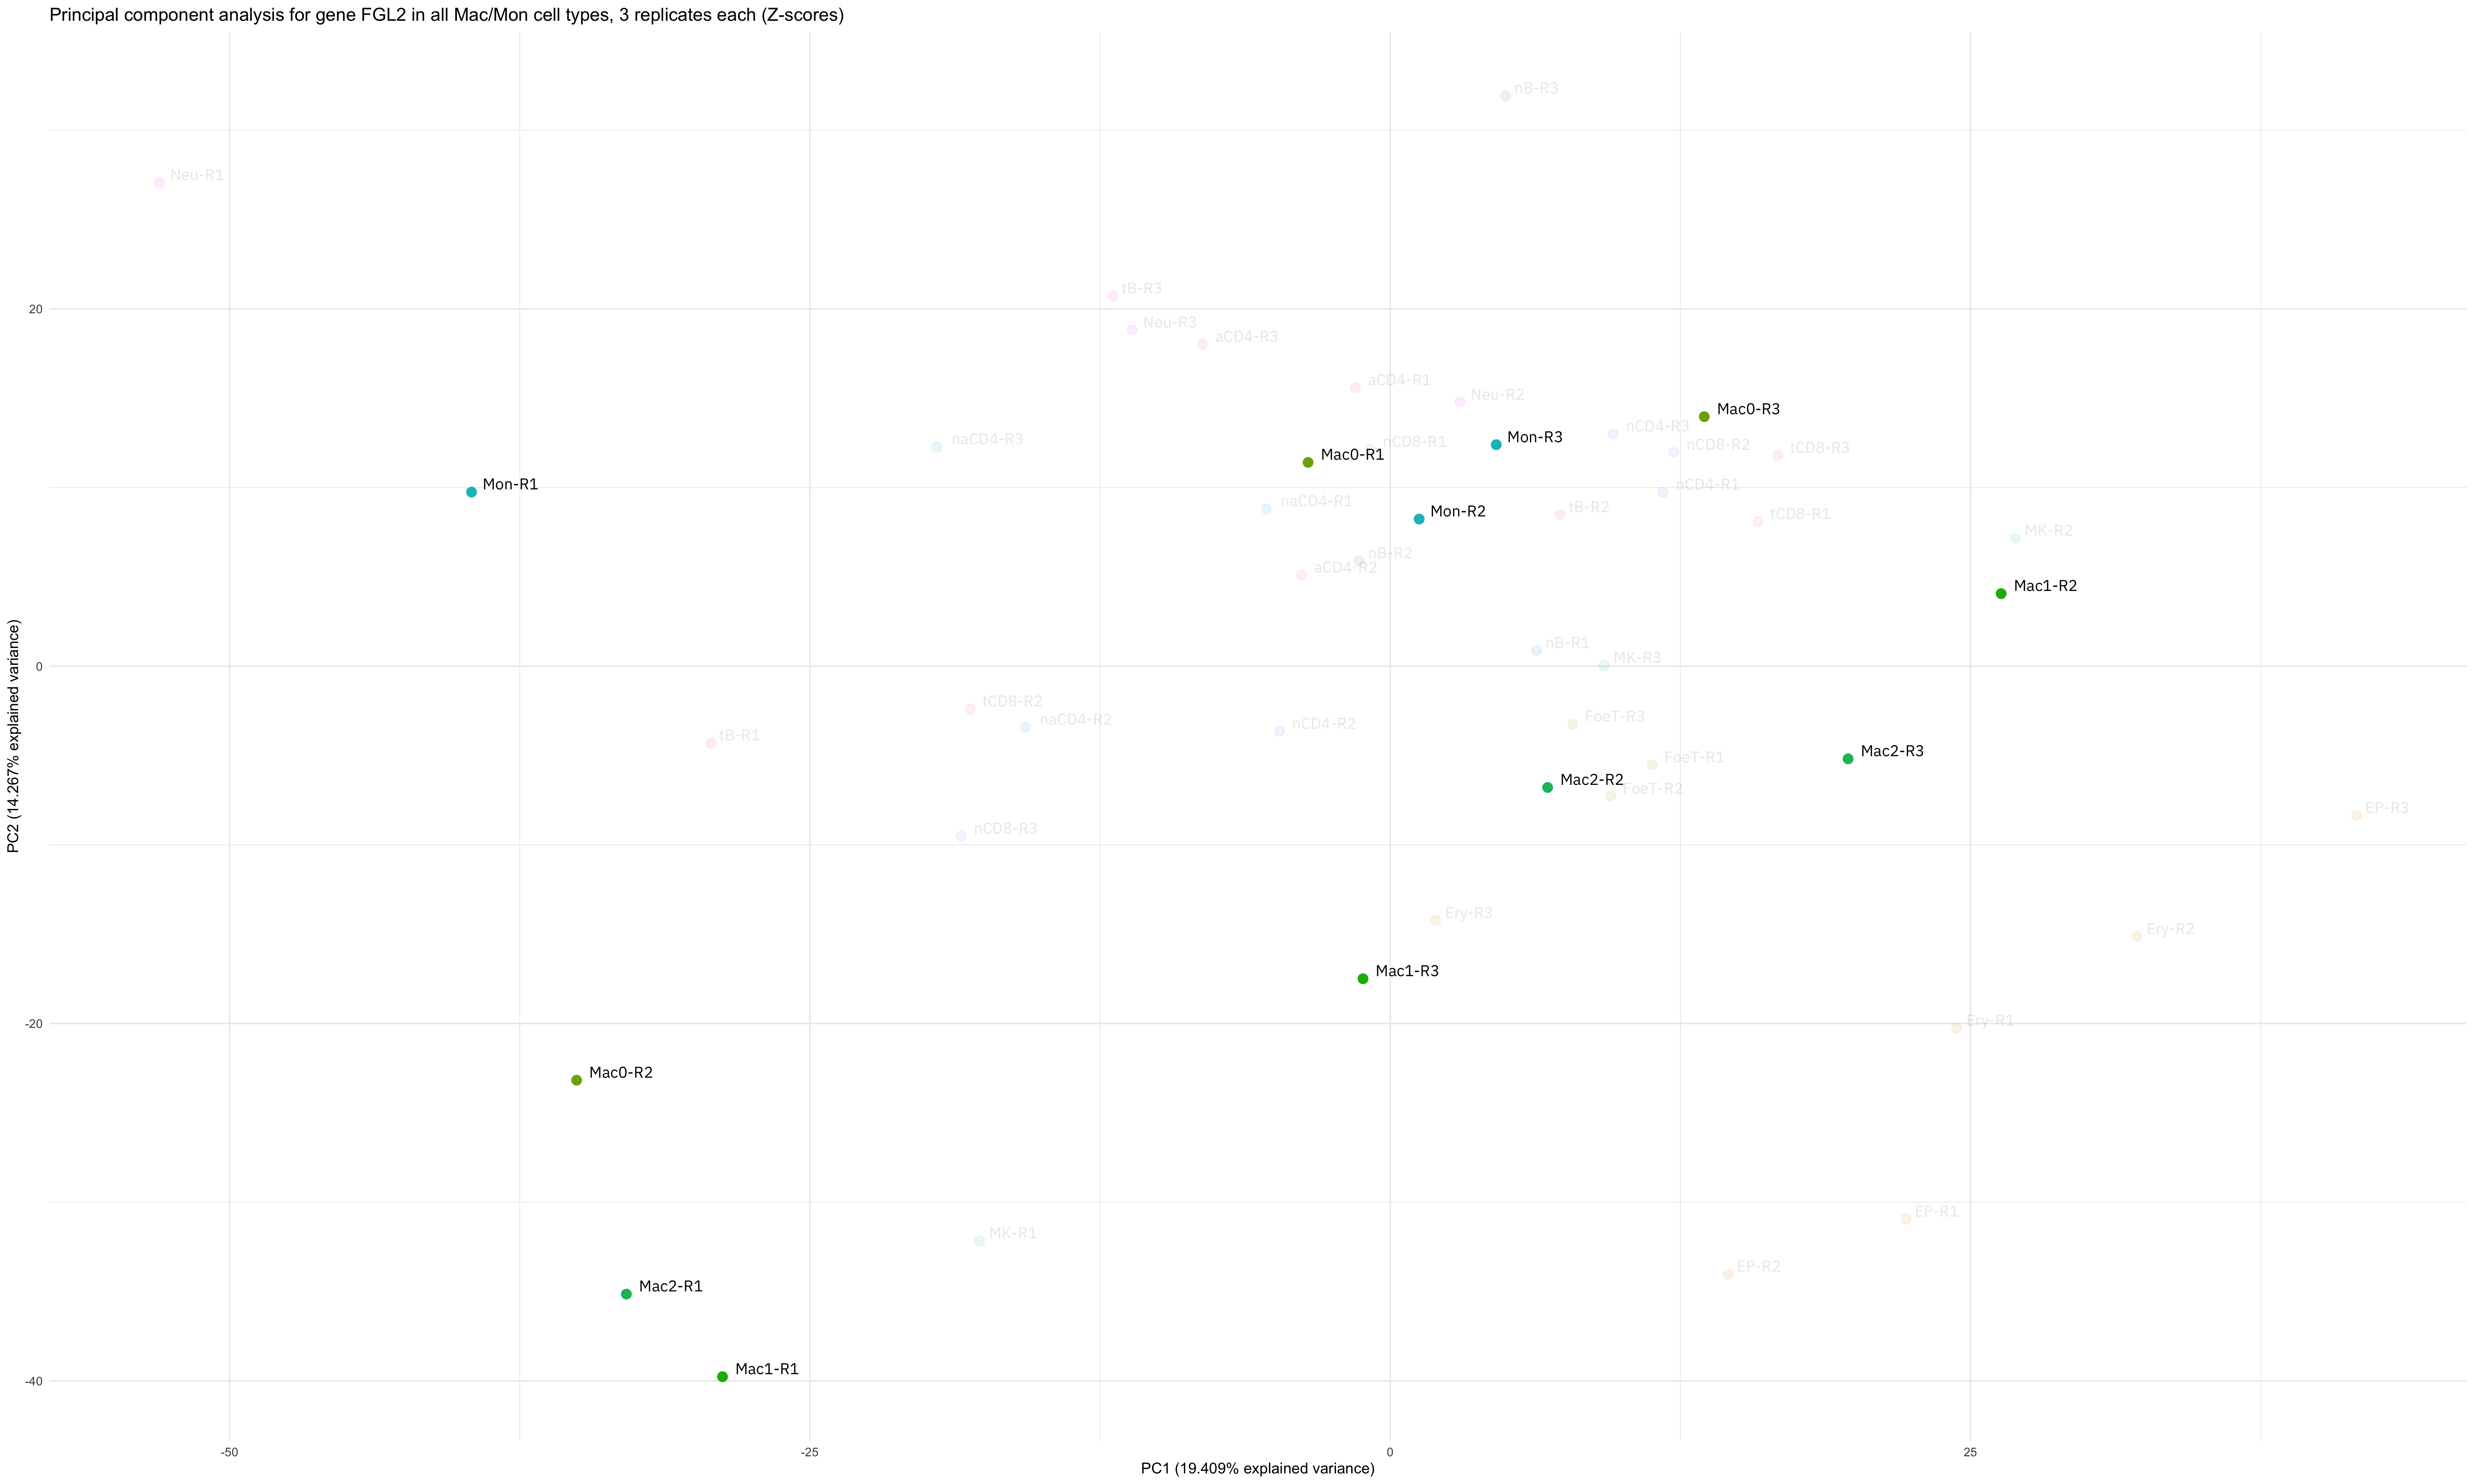 Principal component analysis for gene FGL2 in all Mac/Mon cell types, 3 replicates each (Z-scores)
nB-R3
Neu-R1
tB-R3
20
Neu-R3
aCD4-R3
aCD4-R1
Neu-R2
Mac0-R3
nCD4-R3
Mon-R3
naCD4-R3
nCD8-R1
nCD8-R2
tCD8-R3
Mac0-R1
Mon-R1
nCD4-R1
naCD4-R1
tB-R2
Mon-R2
tCD8-R1
MK-R2
nB-R2
aCD4-R2
Mac1-R2
nB-R1
MK-R3
0
tCD8-R2
FoeT-R3
naCD4-R2
nCD4-R2
tB-R1
Mac2-R3
FoeT-R1
Mac2-R2
FoeT-R2
EP-R3
nCD8-R3
Ery-R3
Ery-R2
Mac1-R3
Ery-R1
-20
Mac0-R2
EP-R1
MK-R1
EP-R2
Mac2-R1
Mac1-R1
-40
PC2 (14.267% explained variance)
-50
-25
0
25
PC1 (19.409% explained variance)